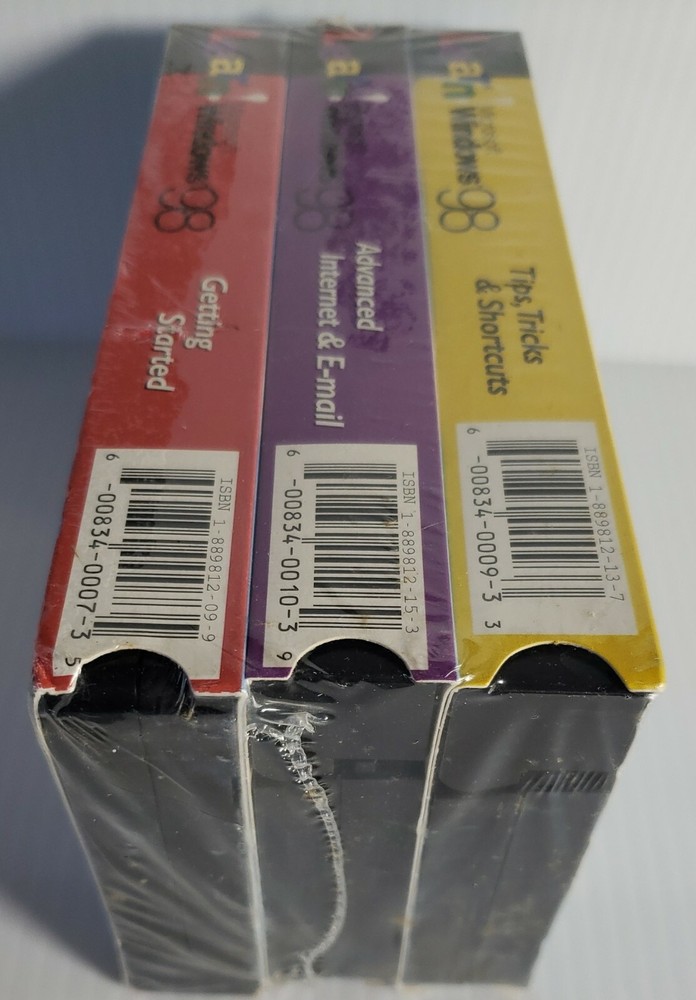 Windows 98
Getting
Started
ISBN 1-889812-09-9
6 -00834-0007-3 5
98
Advanced
Internet & E-mail
ISBN 1-889812-15-3
6 -00834-0010-3 9
Windows 98
Tips, Tricks
& Shortcuts
ISBN 1-889812-13-7
6 -00834-0009-3 3